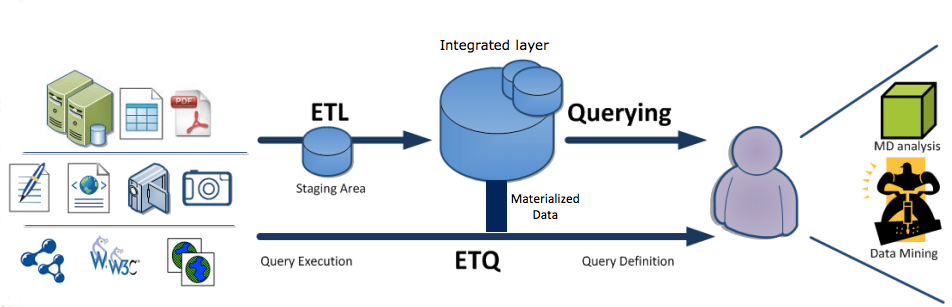 Integrated layer
PDF
ETL
Querying
Staging Area
Materialized
Data
MD analysis
Data Mining
W3C
Query Execution
ETQ
Query Definition